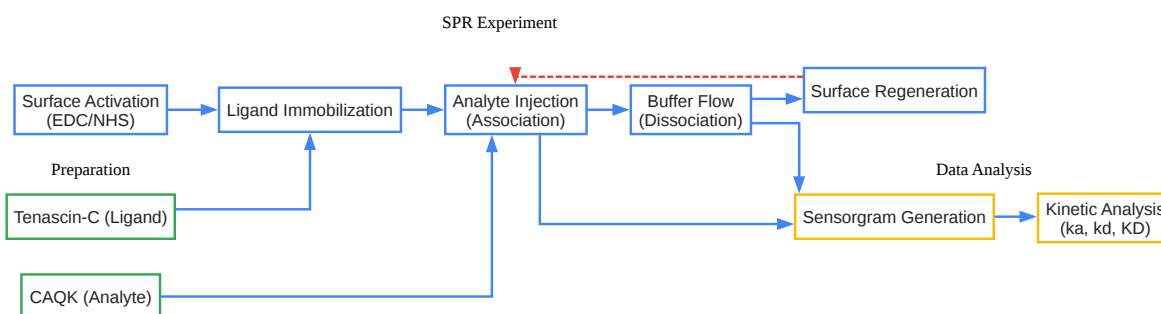 SPR Experiment
Surface Activation
(EDC/NHS)
Ligand Immobilization
Analyte Injection
(Association)
Buffer Flow
(Dissociation)
Surface Regeneration
Preparation
Data Analysis
Tenascin-C (Ligand)
Sensorgram Generation
Kinetic Analysis
(ka, kd, KD)
CAQK (Analyte)